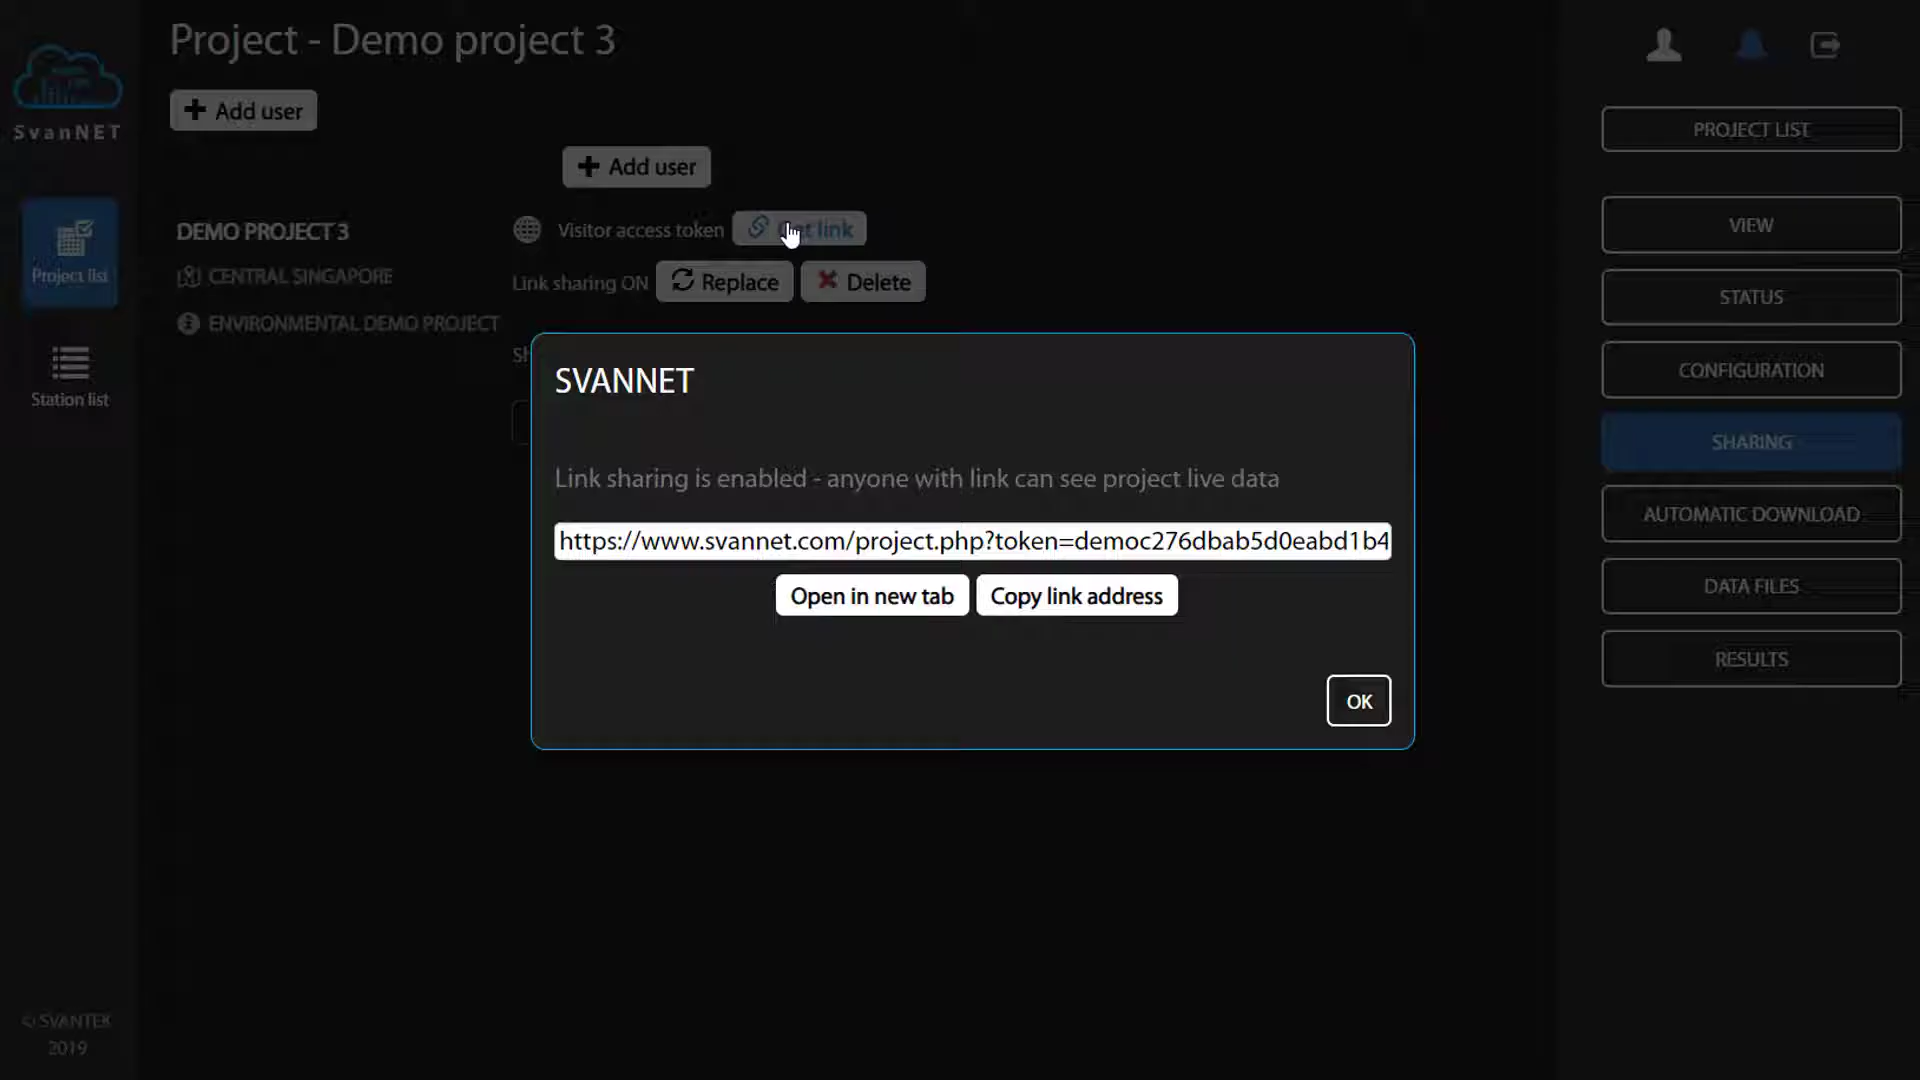 Project - Demo project 3
SvanNET
Add user
PROJECT LIST
Add user
DEMO PROJECT 3
Visitor access token
link
VIEW
Project list
CENTRAL SINGAPORE
Link sharing ON
Replace
Delete
STATUS
ENVIRONMENTAL DEMO PROJECT
Station list
SVANNET
CONFIGURATION
SHARING
Link sharing is enabled - anyone with link can see project live data
AUTOMATIC DOWNLOAD
https://www.svannet.com/project.php?token=democ276dbab5d0eabd1b4
Open in new tab
Copy link address
DATA FILES
RESULTS
OK
© SVANTEK
2019